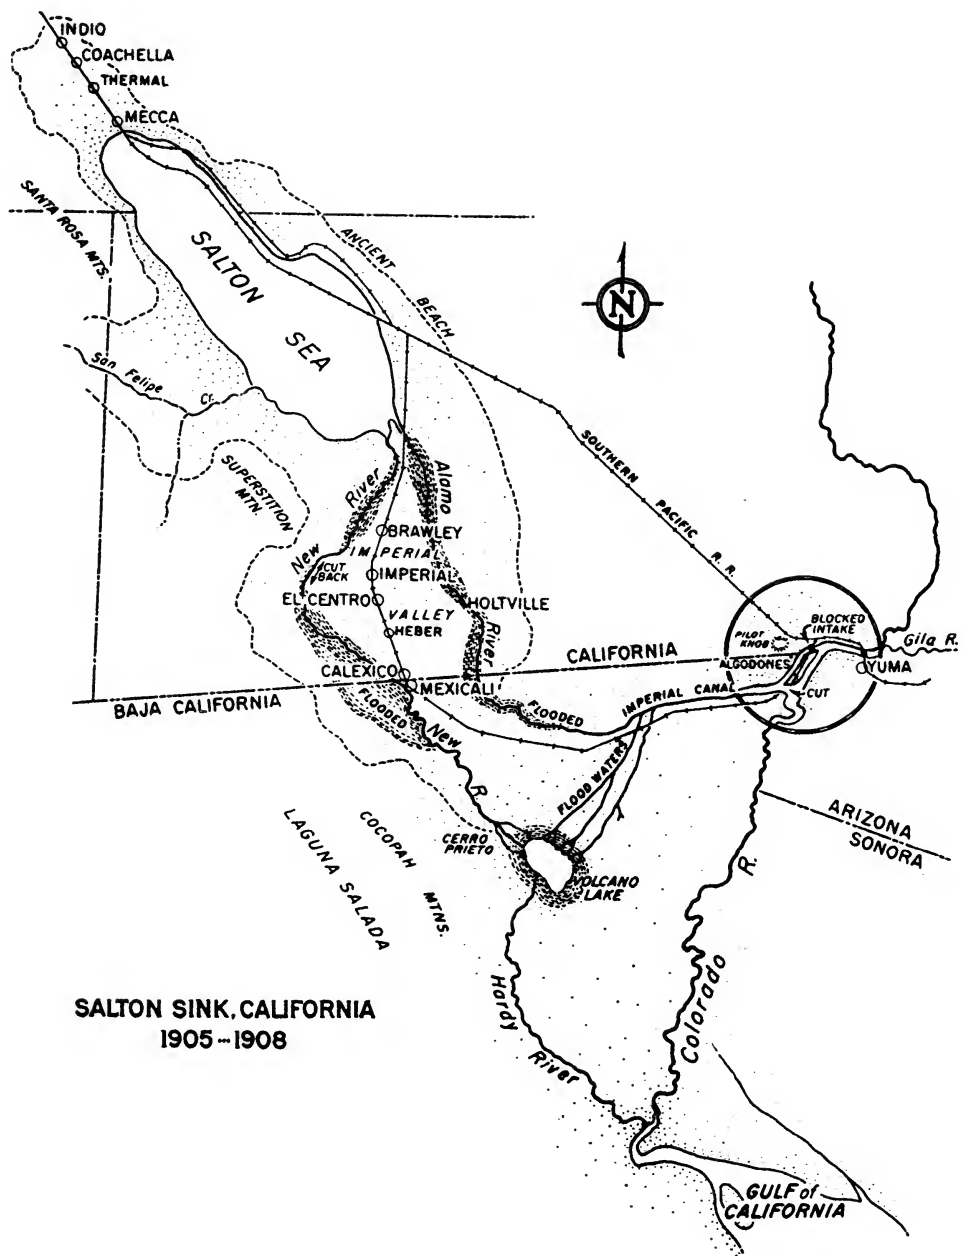 INDIO
COACHELLA
THERMAL
MECCA
SANTA ROSA MTS.
SALTON
SEA
ANCIENT
BEACH
N
San Felipe
Cr.
SUPERSTITION
MTN.
SOUTHERN
PACIFIC
R. R.
New
River
Alamo
River
BRAWLEY
IMPERIAL
CUT
BACK
IMPERIAL
EL CENTRO
VALLEY
HOLTVILLE
HEBER
CALEXICO
MEXICALI
CALIFORNIA
BAJA CALIFORNIA
FLOODED
FLOODED
IMPERIAL CANAL
PILOT
KNOB
BLOCKED
INTAKE
ALGODONES
Gila R.
YUMA
CUT
New
R.
FLOOD WATERS
ARIZONA
SONORA
CERRO
PRIETO
VOLCANO
LAKE
COCOPAH
MTNS.
LAGUNA SALADA
Hardy
River
Colorado
R.
SALTON SINK, CALIFORNIA
1905--1908
GULF of
CALIFORNIA